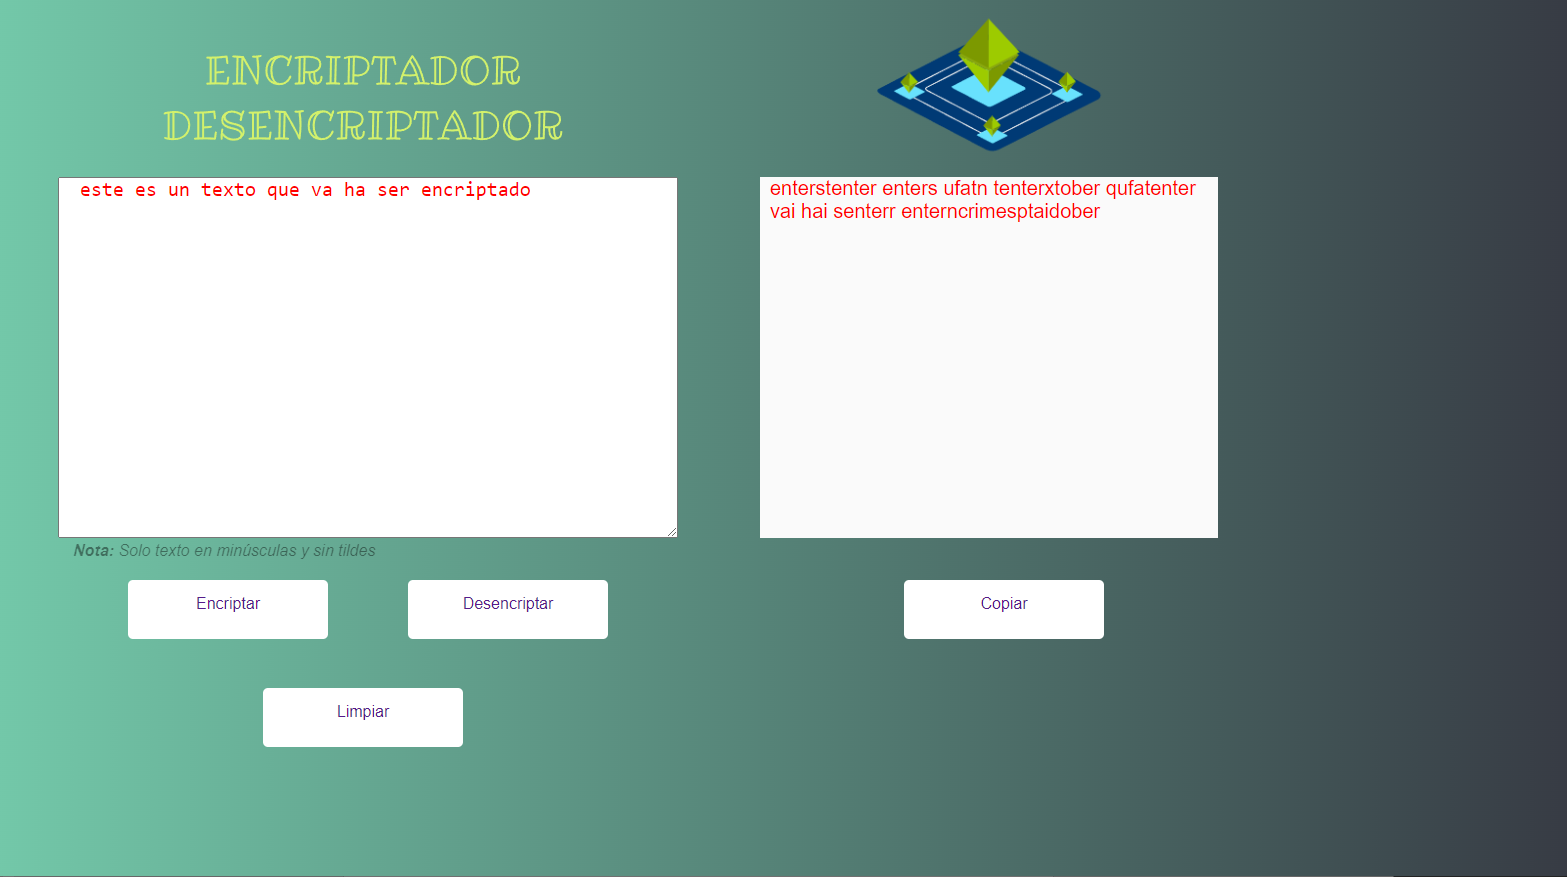 ENCRIPTADOR
DESENCRIPTADOR
este es un texto que va ha ser encriptado
Nota: Solo texto en minúsculas y sin tildes
Encriptar
Desencriptar
Limpiar
enterstenter enters ufatn tenterxtober qufatenter
vai hai senterr enterncrimesptaidober
Copiar